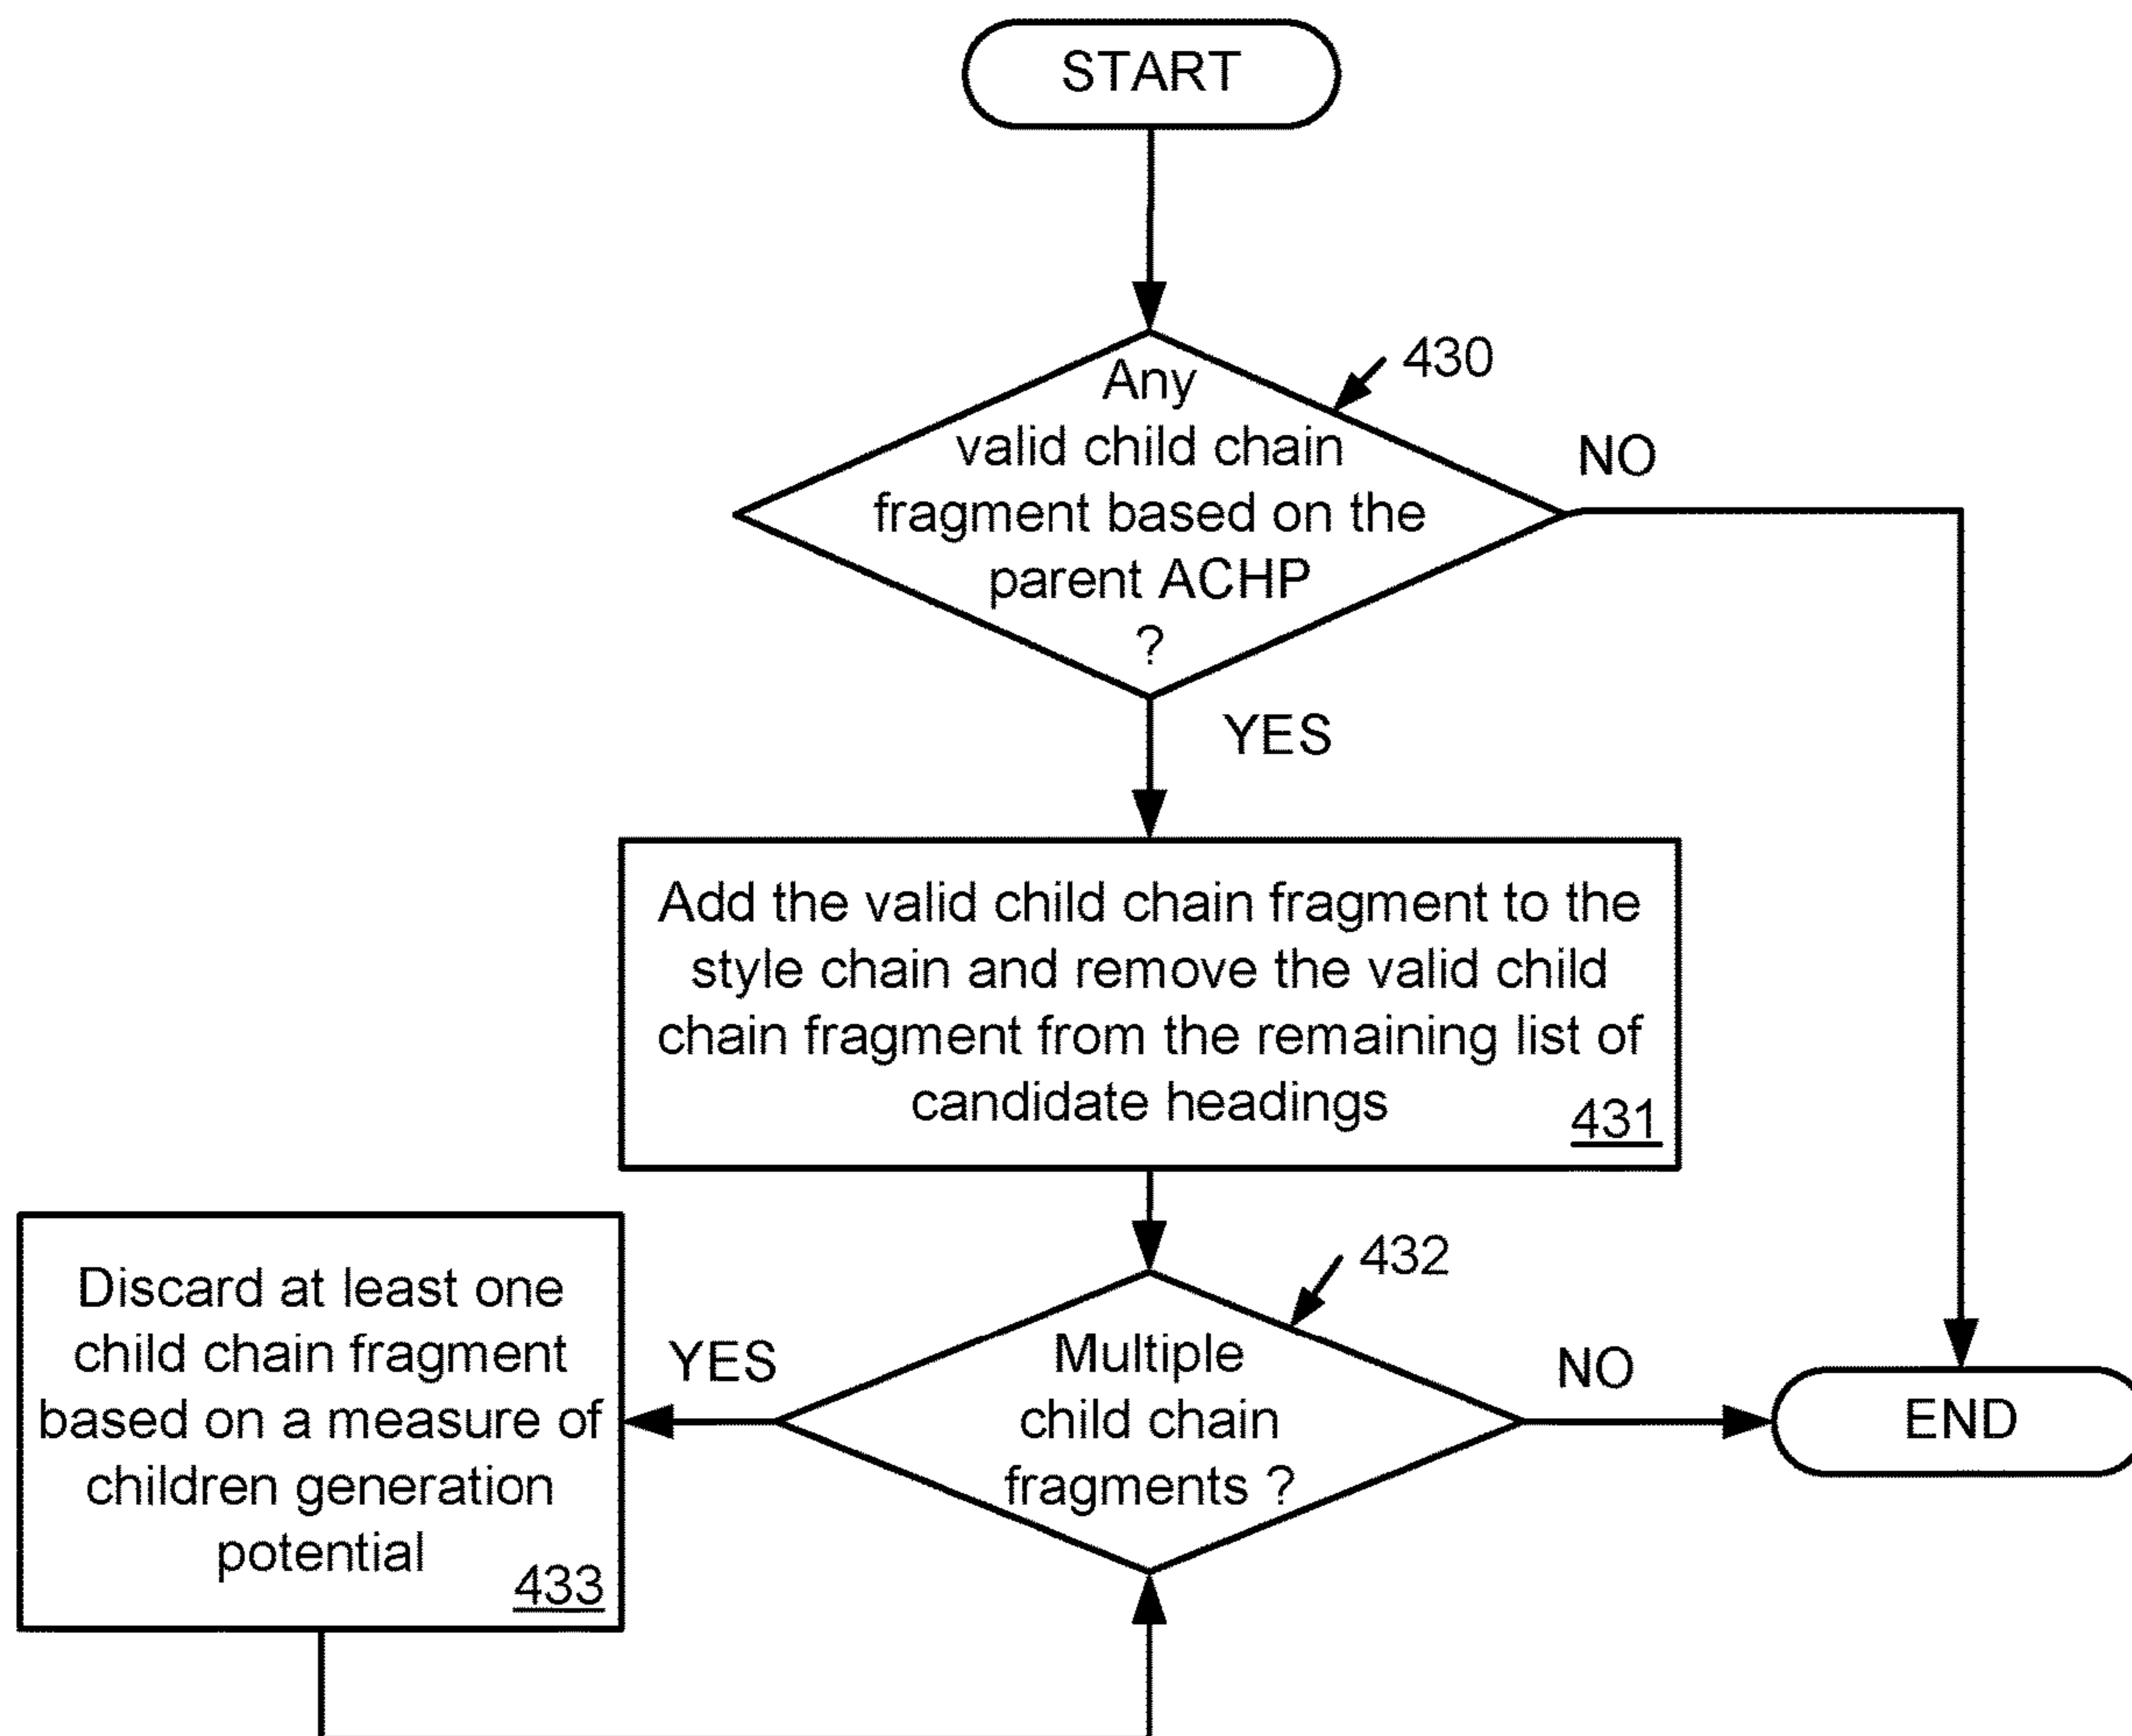 START
430
Any
valid child chain
fragment based on the
parent ACHP
?
NO
YES
Add the valid child chain fragment to the
style chain and remove the valid child
chain fragment from the remaining list of
candidate headings
431
432
Multiple
child chain
fragments ?
YES
NO
Discard at least one
child chain fragment
based on a measure of
children generation
potential
433
END